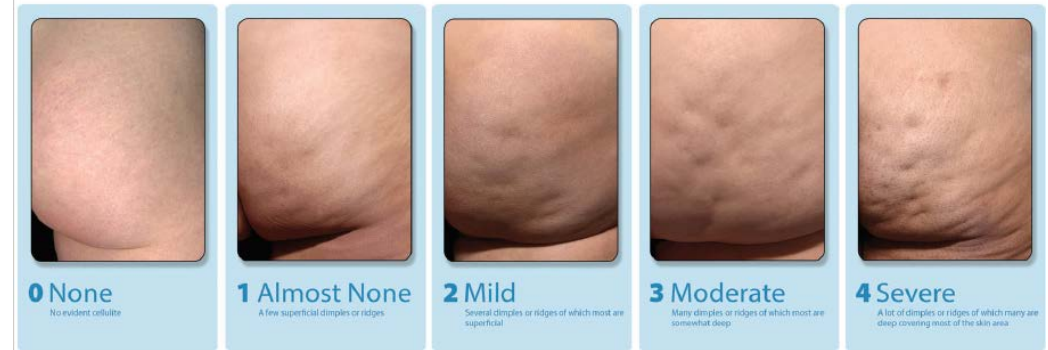 0 None
No evident cellulite
1 Almost None
A few superficial dimples or ridges
2 Mild
Several dimples or ridges of which most are
superficial
3 Moderate
Many dimples or ridges of which most are
somewhat deep
4 Severe
A lot of dimples or ridges of which many are
deep covering most of the skin area